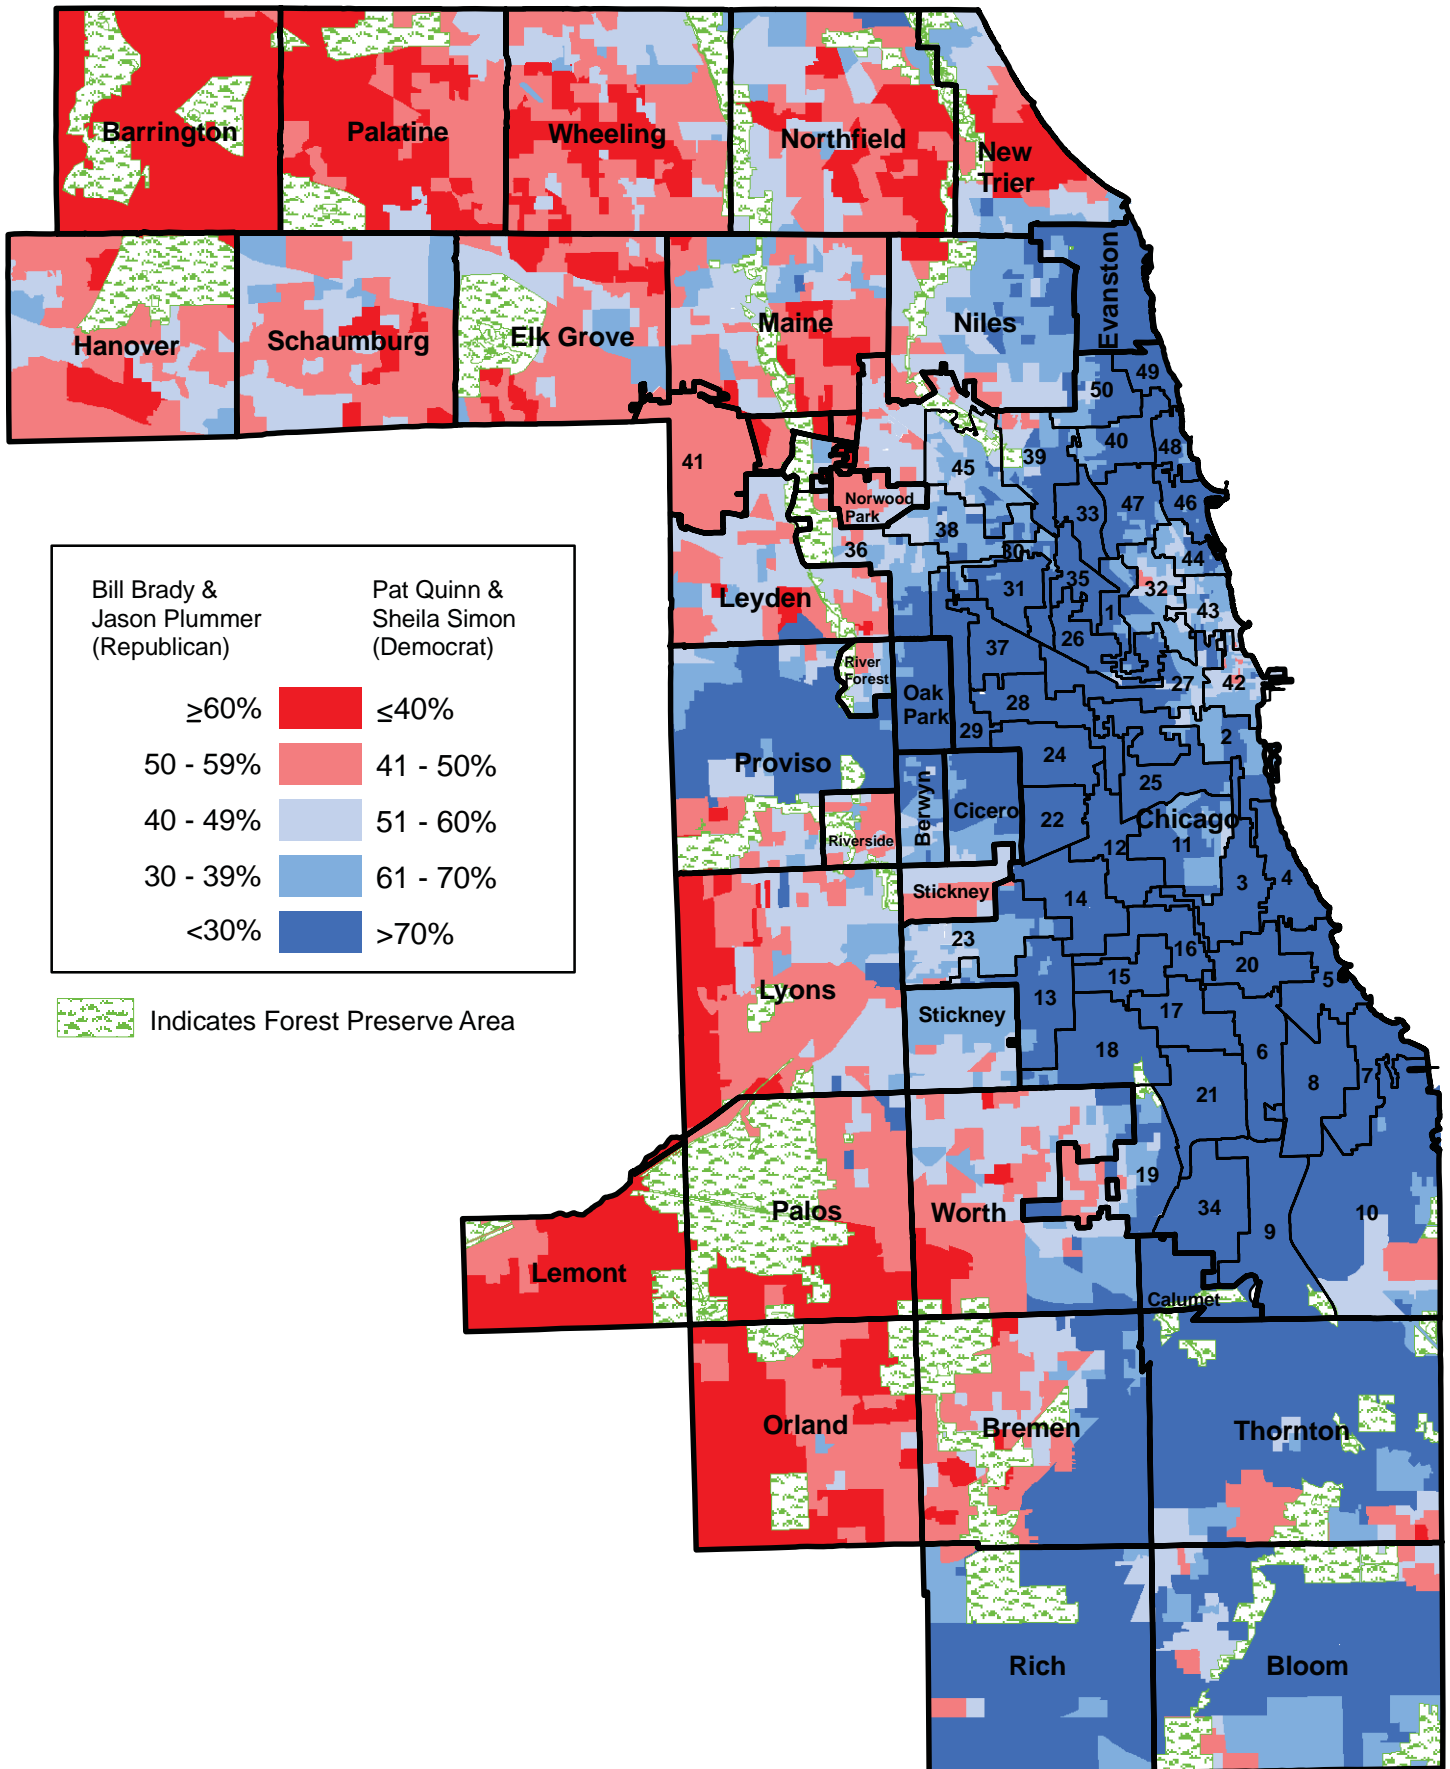 Barrington
Palatine
Wheeling
Northfield
New
Trier
Evanston
Hanover
Schaumburg
Elk Grove
Maine
Niles
49
50
40
48
41
45
39
Norwood
Park
47
46
33
38
36
30
44
35
31
32
Leyden
1
43
26
37
River
Forest
27
42
Oak
Park
28
29
2
24
Proviso
25
Berwyn
Cicero
22
Chicago
Riverside
12
11
Stickney
3
4
14
23
16
20
15
5
Lyons
13
17
Stickney
18
6
7
8
21
19
Palos
Worth
34
10
9
Lemont
Calumet
Orland
Bremen
Thornton
Rich
Bloom
Bill Brady &
Jason Plummer
(Republican)
Pat Quinn &
Sheila Simon
(Democrat)
≥60% ≤40%
50 - 59% 41 - 50%
40 - 49% 51 - 60%
30 - 39% 61 - 70%
<30% >70%
Indicates Forest Preserve Area